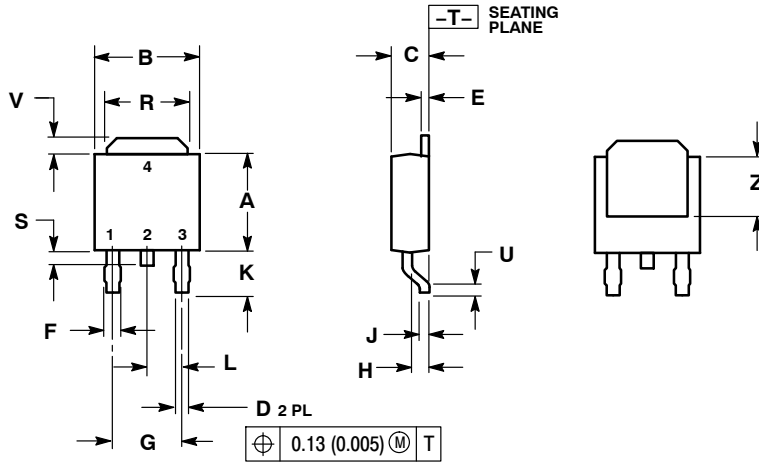 –T– SEATING
PLANE
B
C
V
R
E
4
Z
A
S
1 2 3
U
K
F
J
L
H
D 2 PL
G
⌖ 0.13 (0.005) Ⓜ T